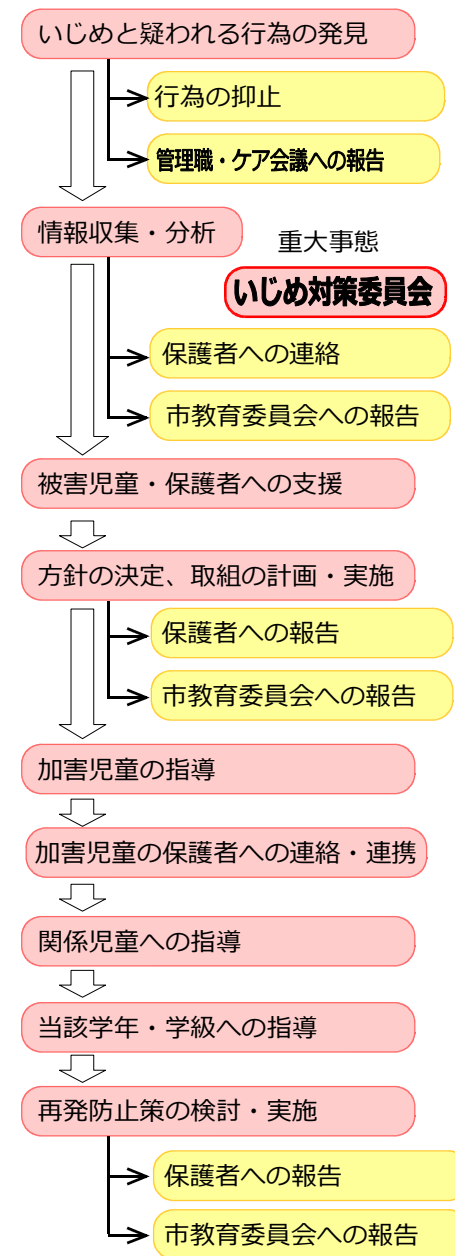 いじめと疑われる行為の発見
行為の抑止
管理職・ケア会議への報告
情報収集・分析
重大事態
いじめ対策委員会
保護者への連絡
市教育委員会への報告
被害児童・保護者への支援
方針の決定、取組の計画・実施
保護者への報告
市教育委員会への報告
加害児童の指導
加害児童の保護者への連絡・連携
関係児童への指導
当該学年・学級への指導
再発防止策の検討・実施
保護者への報告
市教育委員会への報告